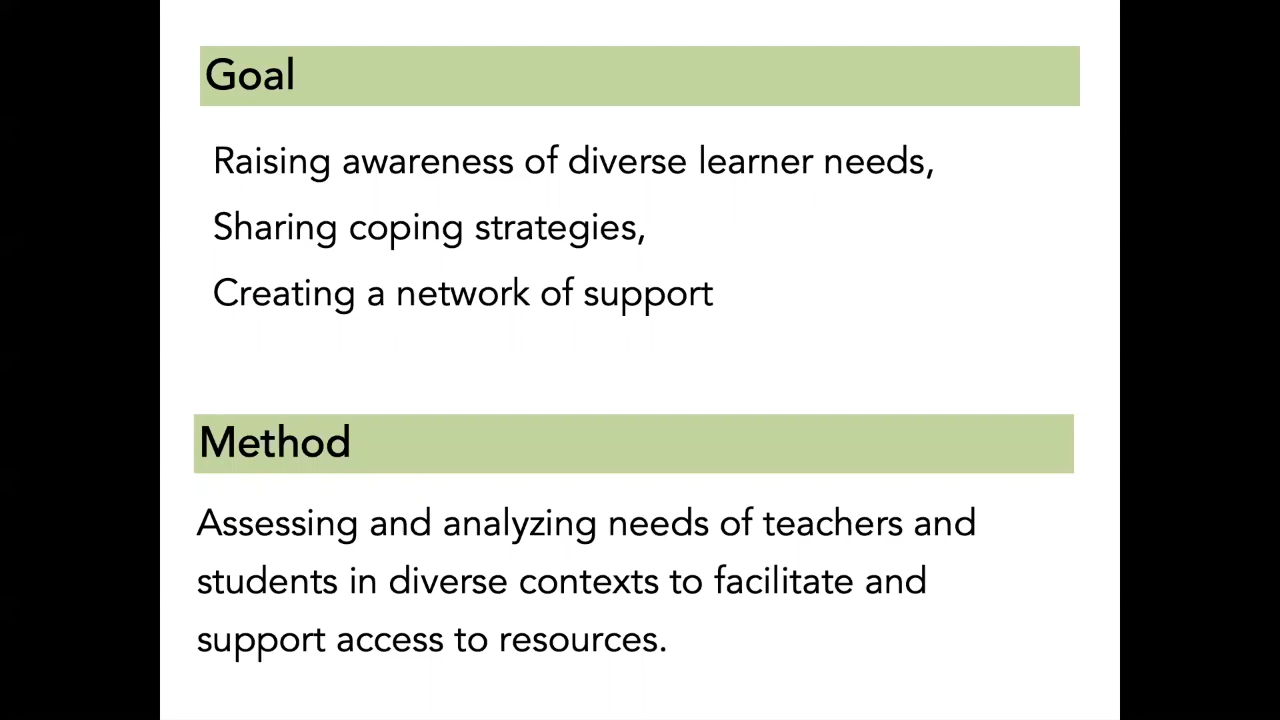 Goal
Raising awareness of diverse learner needs,
Sharing coping strategies,
Creating a network of support
Method
Assessing and analyzing needs of teachers and
students in diverse contexts to facilitate and
support access to resources.